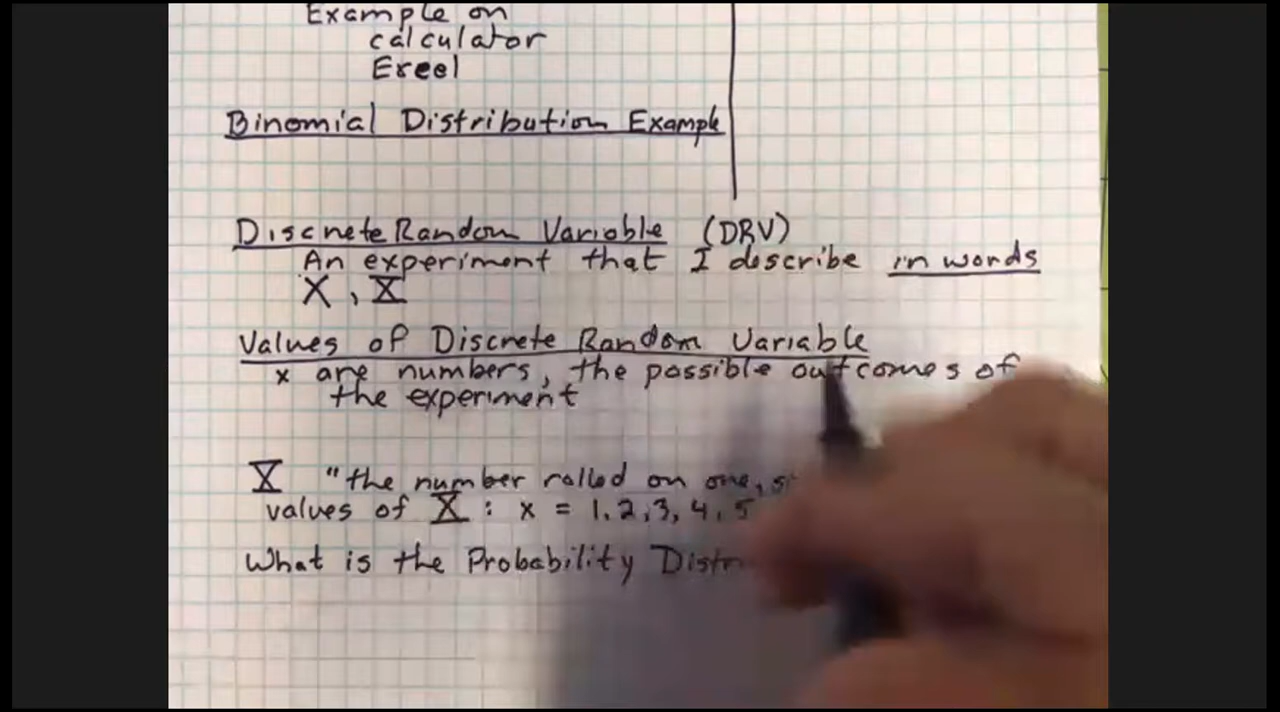 Example on
calculator
Excel
Binomial Distribution Example
Discrete Random Variable (DRV)
An experiment that I describe in words
X, X
Values of Discrete Random Variable
x are numbers, the possible outcomes of
the experiment
X "the number rolled on one,
values of X : x = 1, 2, 3, 4, 5
What is the Probability